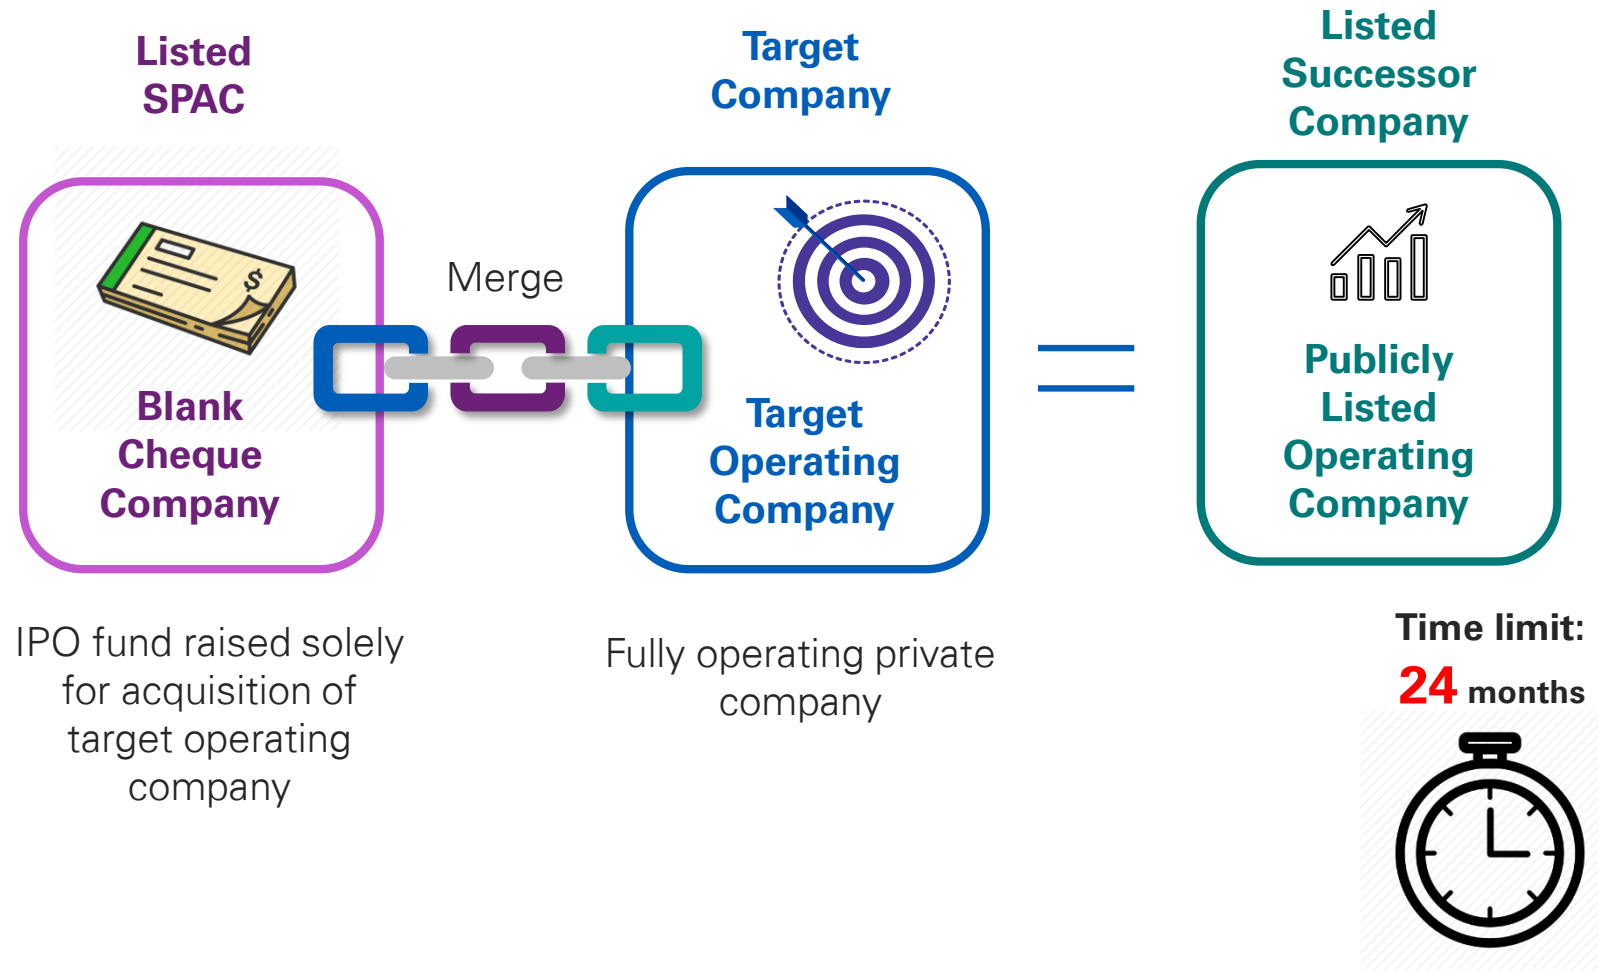 Listed
SPAC
Blank
Cheque
Company
IPO fund raised solely
for acquisition of
target operating
company
Merge
Target
Company
Target
Operating
Company
Fully operating private
company
Listed
Successor
Company
Publicly
Listed
Operating
Company
Time limit:
24 months
$